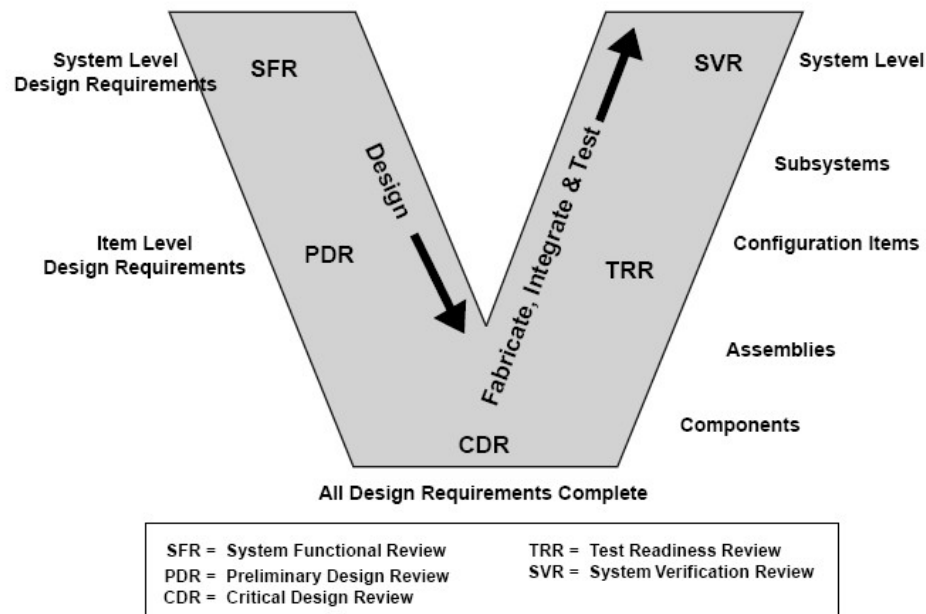 System Level
Design Requirements
SFR
SVR
System Level
Design
Fabricate, Integrate & Test
Subsystems
Item Level
Design Requirements
PDR
TRR
Configuration Items
Assemblies
Components
CDR
All Design Requirements Complete
SFR = System Functional Review
PDR = Preliminary Design Review
CDR = Critical Design Review
TRR = Test Readiness Review
SVR = System Verification Review